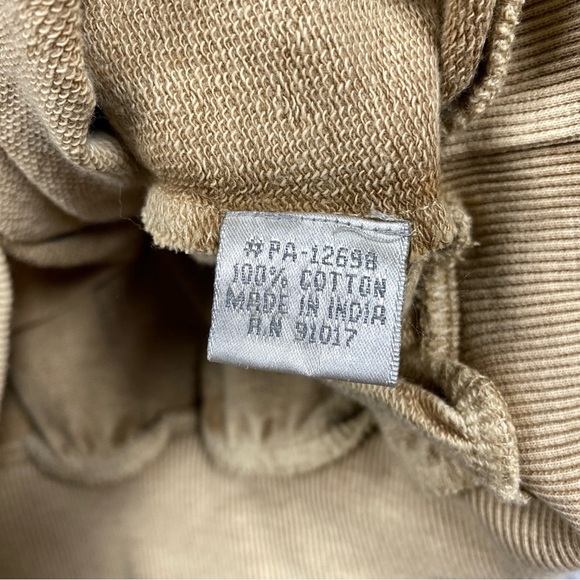 #PA-12698
100% COTTON
MADE IN INDIA
R.N 91017